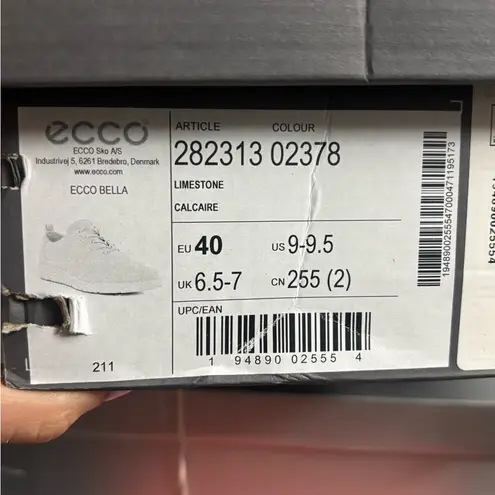 ecco
ECCO Sko A/S
Industrivej 5, 6261 Bredebro, Denmark
www.ecco.com
ECCO BELLA
211
ARTICLE COLOUR
282313 02378
LIMESTONE
CALCAIRE
EU 40 US 9-9.5
UK 6.5-7 CN 255 (2)
UPC/EAN
1 94890 02555 4
1948900255547000471195173